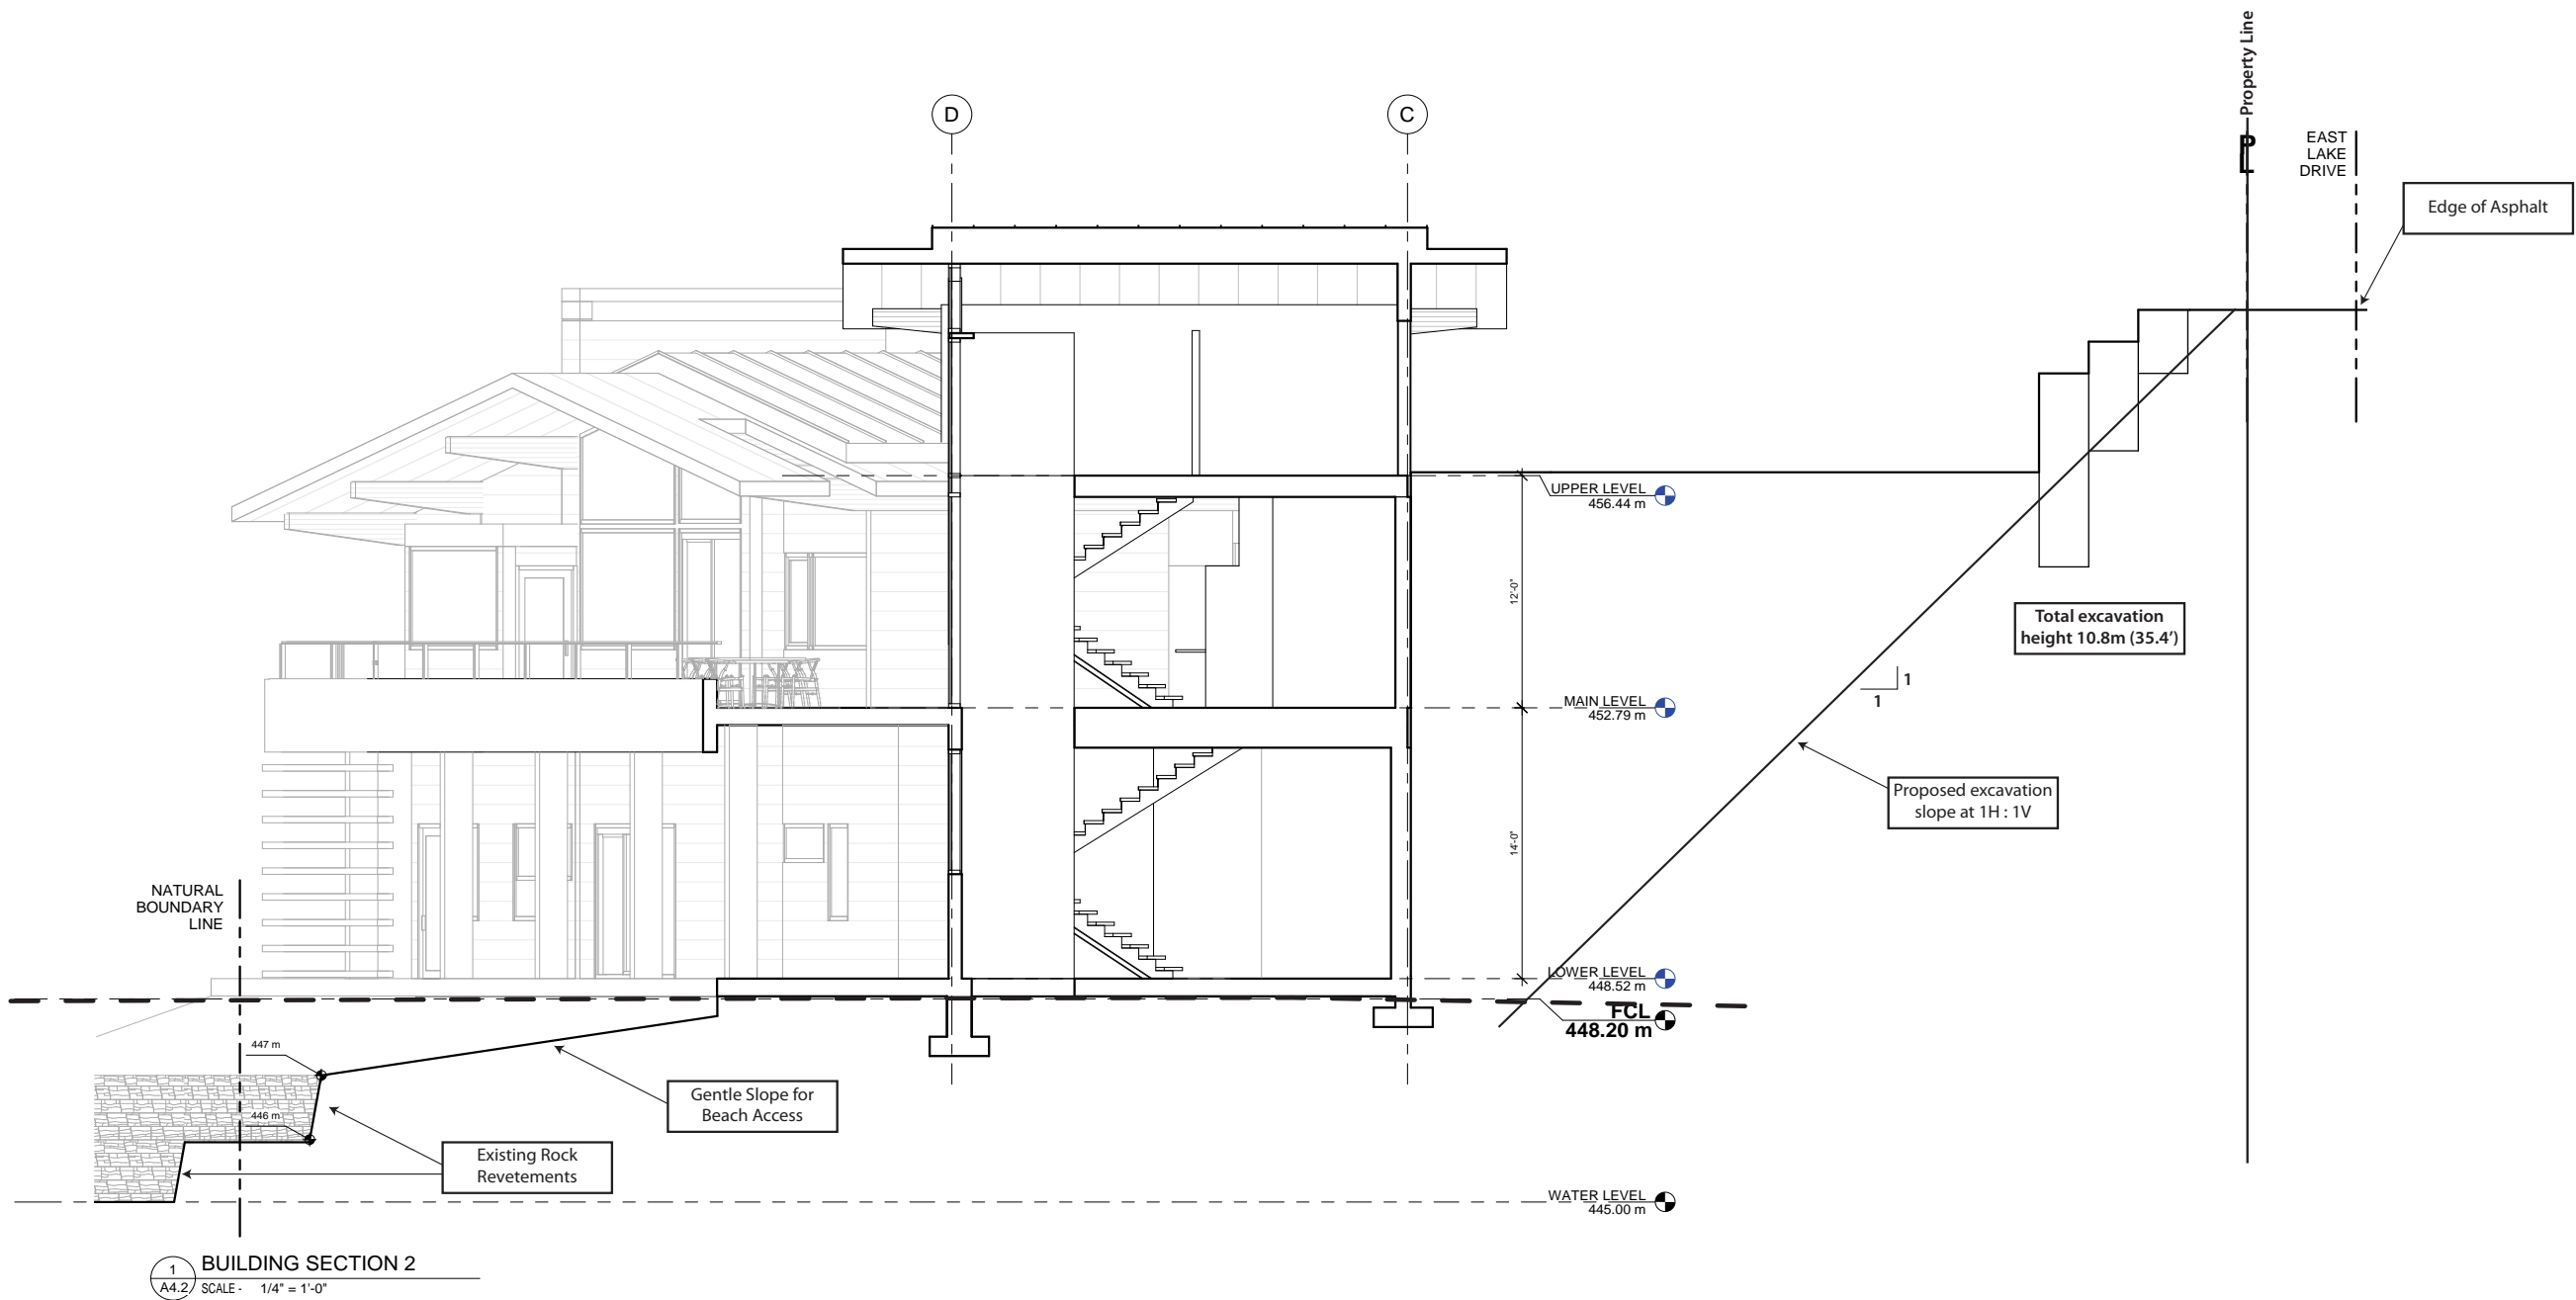 Property Line
PL
EAST
LAKE
DRIVE
Edge of Asphalt
D
C
UPPER LEVEL
456.44 m
12'-0"
Total excavation
height 10.8m (35.4')
1
1
MAIN LEVEL
452.79 m
Proposed excavation
slope at 1H : 1V
14'-0"
NATURAL
BOUNDARY
LINE
LOWER LEVEL
448.52 m
FCL
448.20 m
447 m
446 m
Gentle Slope for
Beach Access
Existing Rock
Revetements
WATER LEVEL
445.00 m
1
A4.2
BUILDING SECTION 2
SCALE - 1/4" = 1'-0"